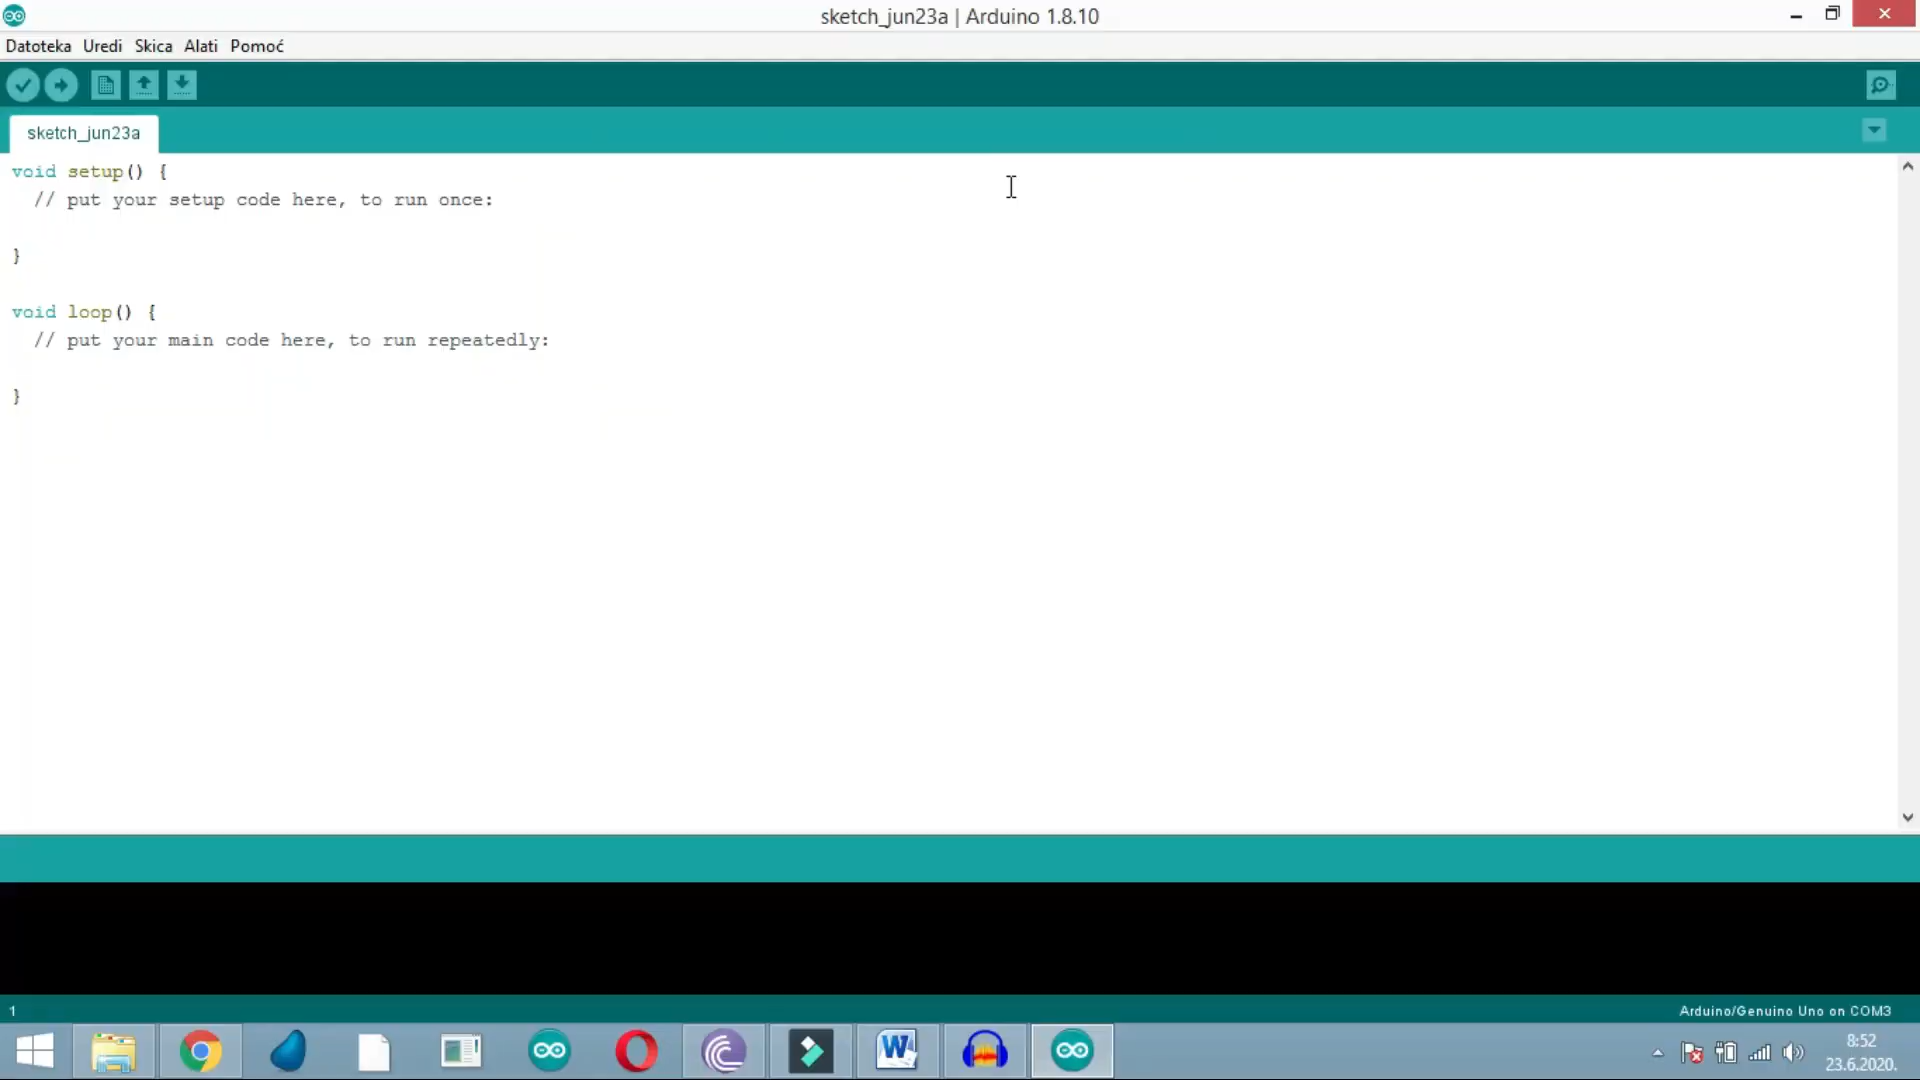 sketch_jun23a | Arduino 1.8.10
Datoteka Uredi Skica Alati Pomoć
sketch_jun23a
void setup() {
  // put your setup code here, to run once:
}
void loop() {
  // put your main code here, to run repeatedly:
}
1
Arduino/Genuino Uno on COM3
W
8:52
23.6.2020.